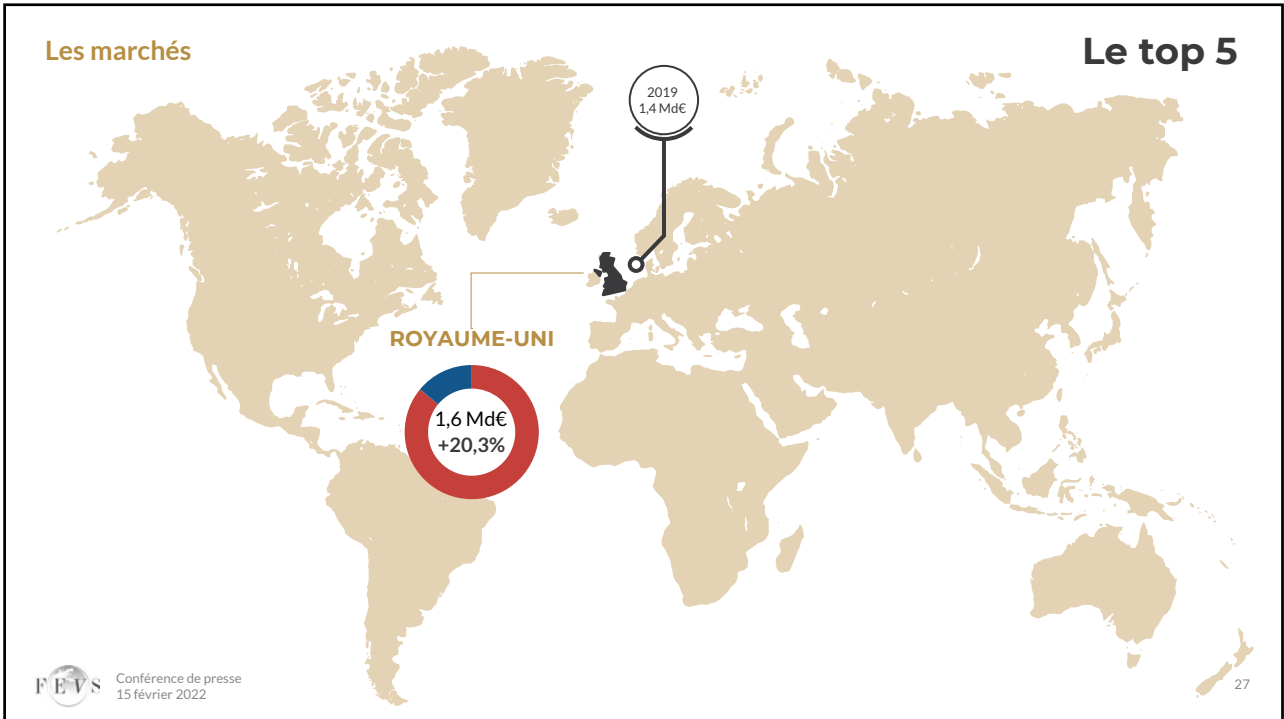 Les marchés
Le top 5
2019
1,4 Md€
ROYAUME-UNI
1,6 Md€
+20,3%
FEVS
Conférence de presse
15 février 2022
27